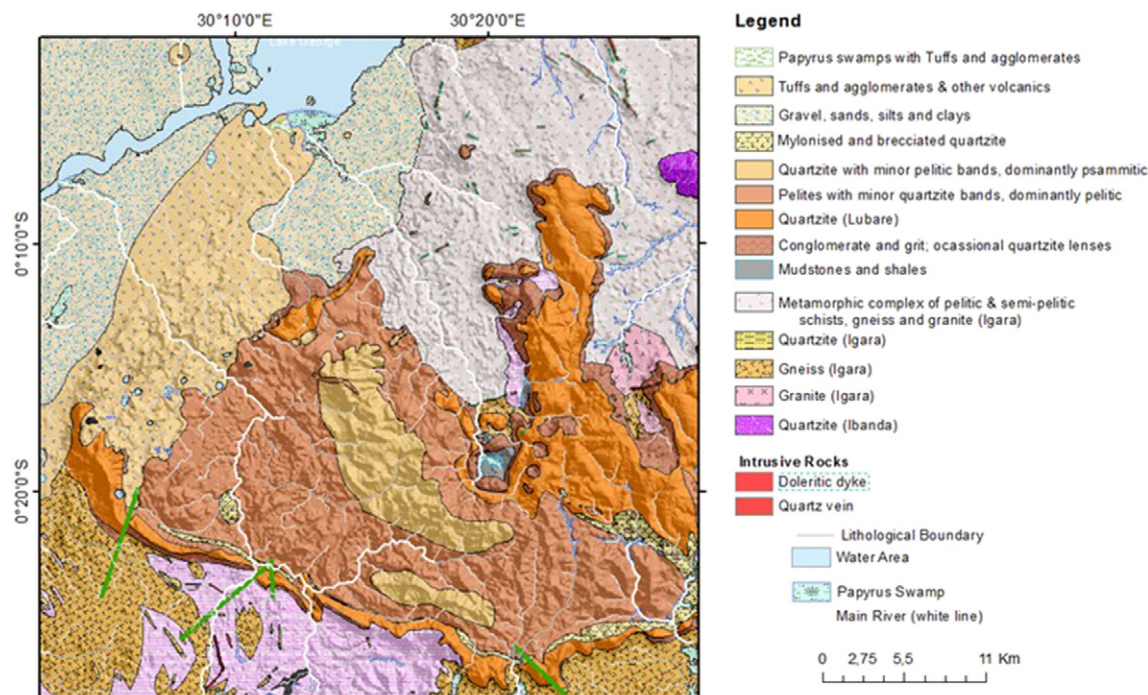 30°10'0"E
30°20'0"E
Lake George
0°10'0"S
0°20'0"S
Legend
Papyrus swamps with Tuffs and agglomerates
Tuffs and agglomerates & other volcanics
Gravel, sands, silts and clays
Mylonised and brecciated quartzite
Quartzite with minor pelitic bands, dominantly psammitic
Pelites with minor quartzite bands, dominantly pelitic
Quartzite (Lubare)
Conglomerate and grit; ocassional quartzite lenses
Mudstones and shales
Metamorphic complex of pelitic & semi-pelitic
schists, gneiss and granite (Igara)
Quartzite (Igara)
Gneiss (Igara)
Granite (Igara)
Quartzite (Ibanda)
Intrusive Rocks
Doleritic dyke
Quartz vein
Lithological Boundary
Water Area
Papyrus Swamp
Main River (white line)
0 2,75 5,5 11 Km